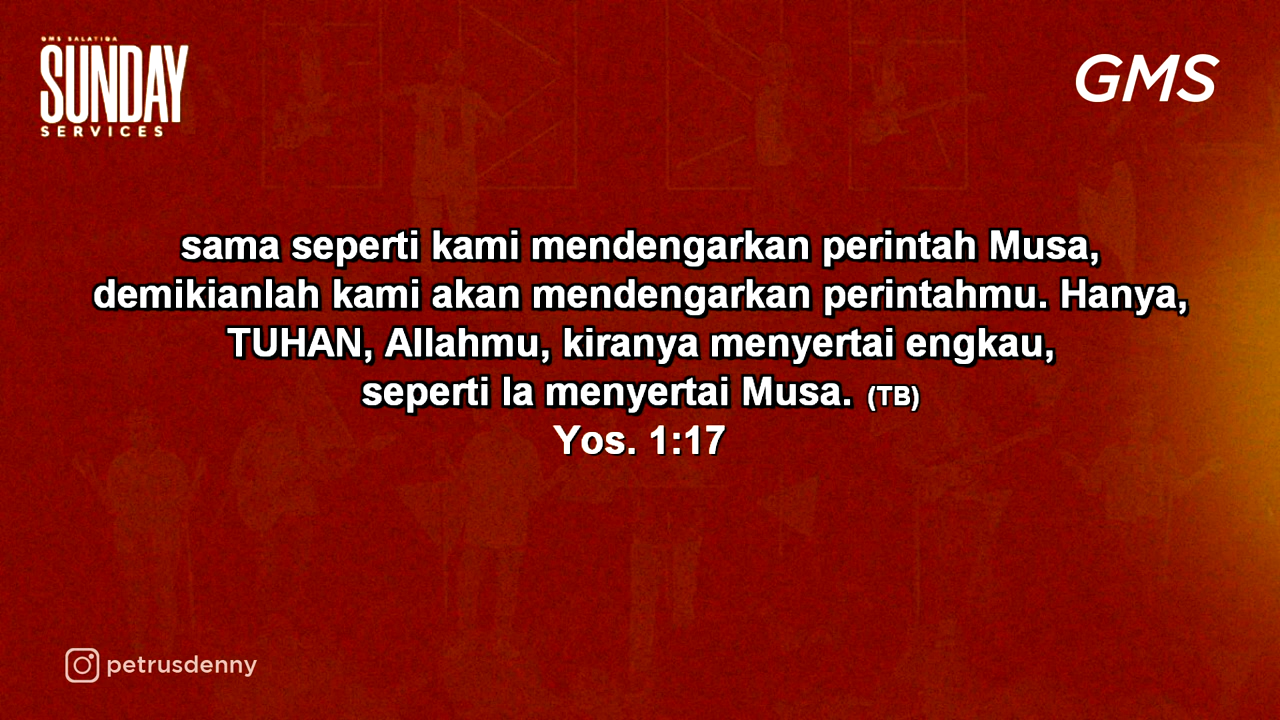 GMS SALATIGA
SUNDAY
SERVICES
GMS
sama seperti kami mendengarkan perintah Musa,
demikianlah kami akan mendengarkan perintahmu. Hanya,
TUHAN, Allahmu, kiranya menyertai engkau,
seperti Ia menyertai Musa. (TB)
Yos. 1:17
petrusdenny